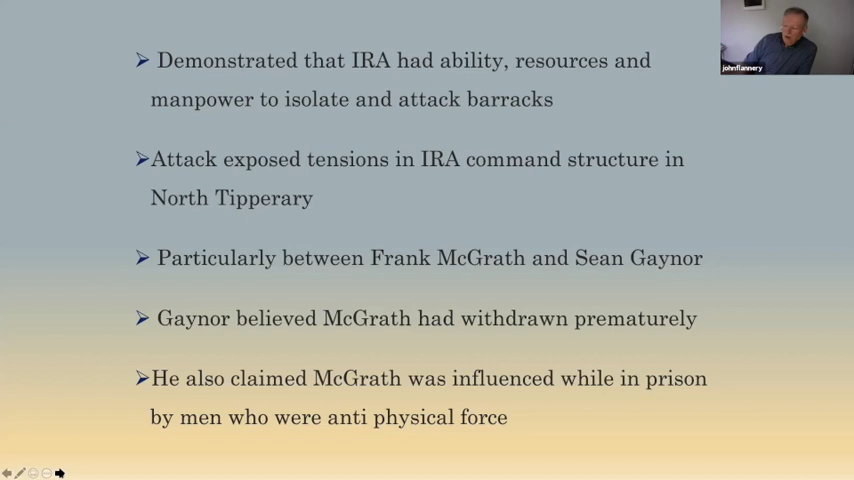 johnflannery
➢ Demonstrated that IRA had ability, resources and
manpower to isolate and attack barracks
➢Attack exposed tensions in IRA command structure in
North Tipperary
➢ Particularly between Frank McGrath and Sean Gaynor
➢ Gaynor believed McGrath had withdrawn prematurely
➢He also claimed McGrath was influenced while in prison
by men who were anti physical force